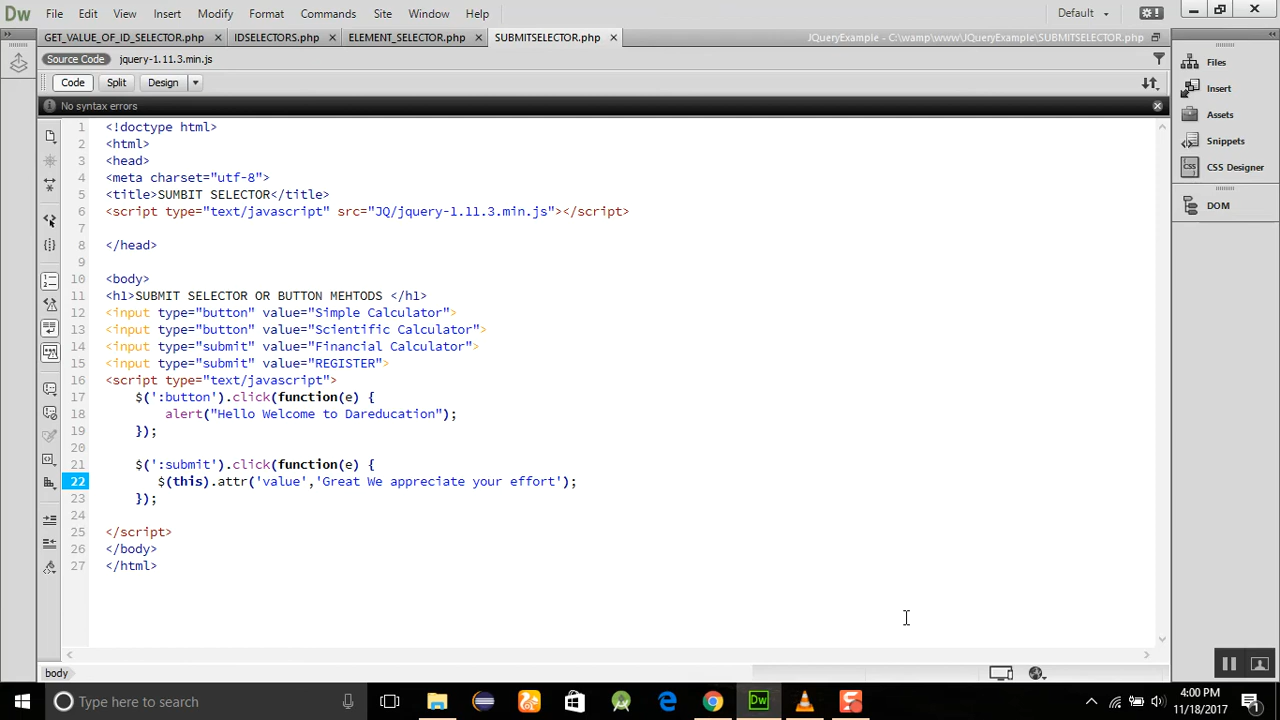 Dw File Edit View Insert Modify Format Commands Site Window Help Default
GET_VALUE_OF_ID_SELECTOR.php IDSELECTORS.php ELEMENT_SELECTOR.php SUBMITSELECTOR.php JQueryExample - C:\wamp\www\JQueryExample\SUBMITSELECTOR.php
Source Code jquery-1.11.3.min.js
Code Split Design
No syntax errors
1 <!doctype html>
2 <html>
3 <head>
4 <meta charset="utf-8">
5 <title>SUMBIT SELECTOR</title>
6 <script type="text/javascript" src="JQ/jquery-1.11.3.min.js"></script>
7
8 </head>
9
10 <body>
11 <h1>SUBMIT SELECTOR OR BUTTON MEHTODS </h1>
12 <input type="button" value="Simple Calculator">
13 <input type="button" value="Scientific Calculator">
14 <input type="submit" value="Financial Calculator">
15 <input type="submit" value="REGISTER">
16 <script type="text/javascript">
17 $(':button').click(function(e) {
18 alert("Hello Welcome to Dareducation");
19 });
20
21 $(':submit').click(function(e) {
22 $(this).attr('value','Great We appreciate your effort');
23 });
24
25 </script>
26 </body>
27 </html>
Files
Insert
Assets
Snippets
CSS Designer
DOM
body
Type here to search
Dw
4:00 PM
11/18/2017
1